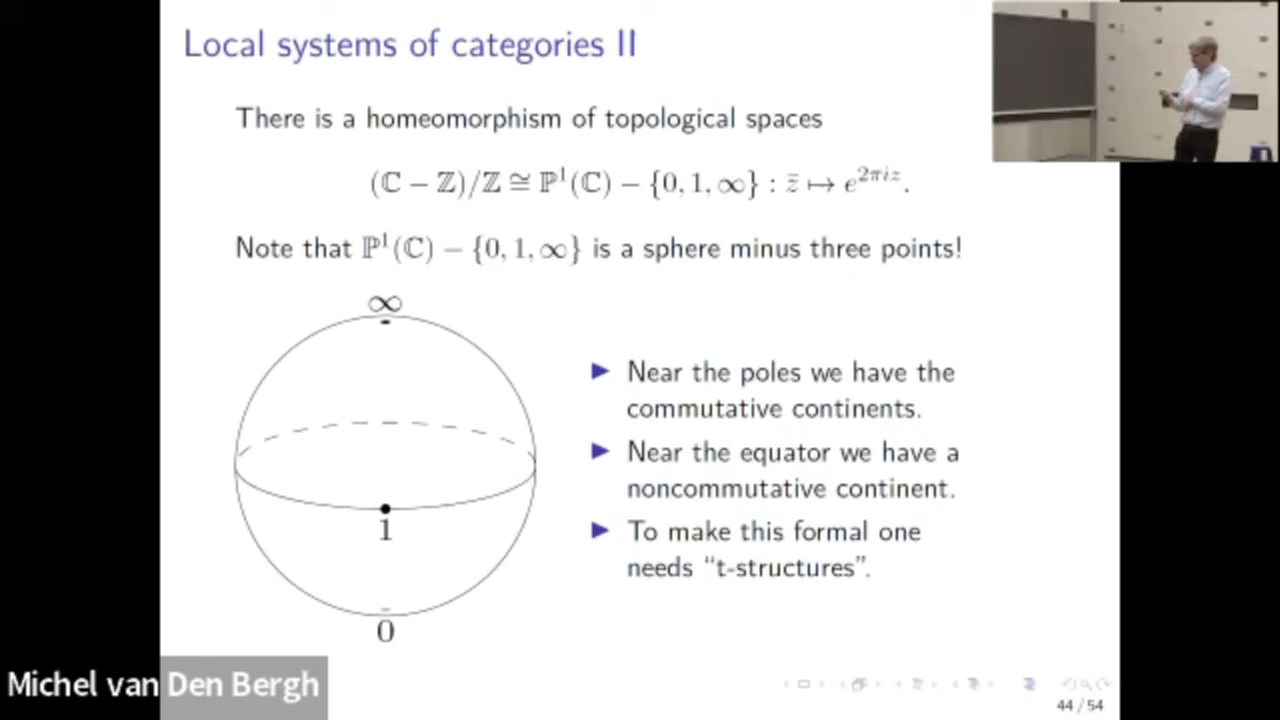 Local systems of categories II
There is a homeomorphism of topological spaces
(ℂ − ℤ)/ℤ ≅ ℙ¹(ℂ) − {0, 1, ∞} : z̄ ↦ e^{2πiz}.
Note that ℙ¹(ℂ) − {0, 1, ∞} is a sphere minus three points!
∞
1
0
▶ Near the poles we have the
commutative continents.
▶ Near the equator we have a
noncommutative continent.
▶ To make this formal one
needs “t-structures”.
Michel van Den Bergh
44 / 54